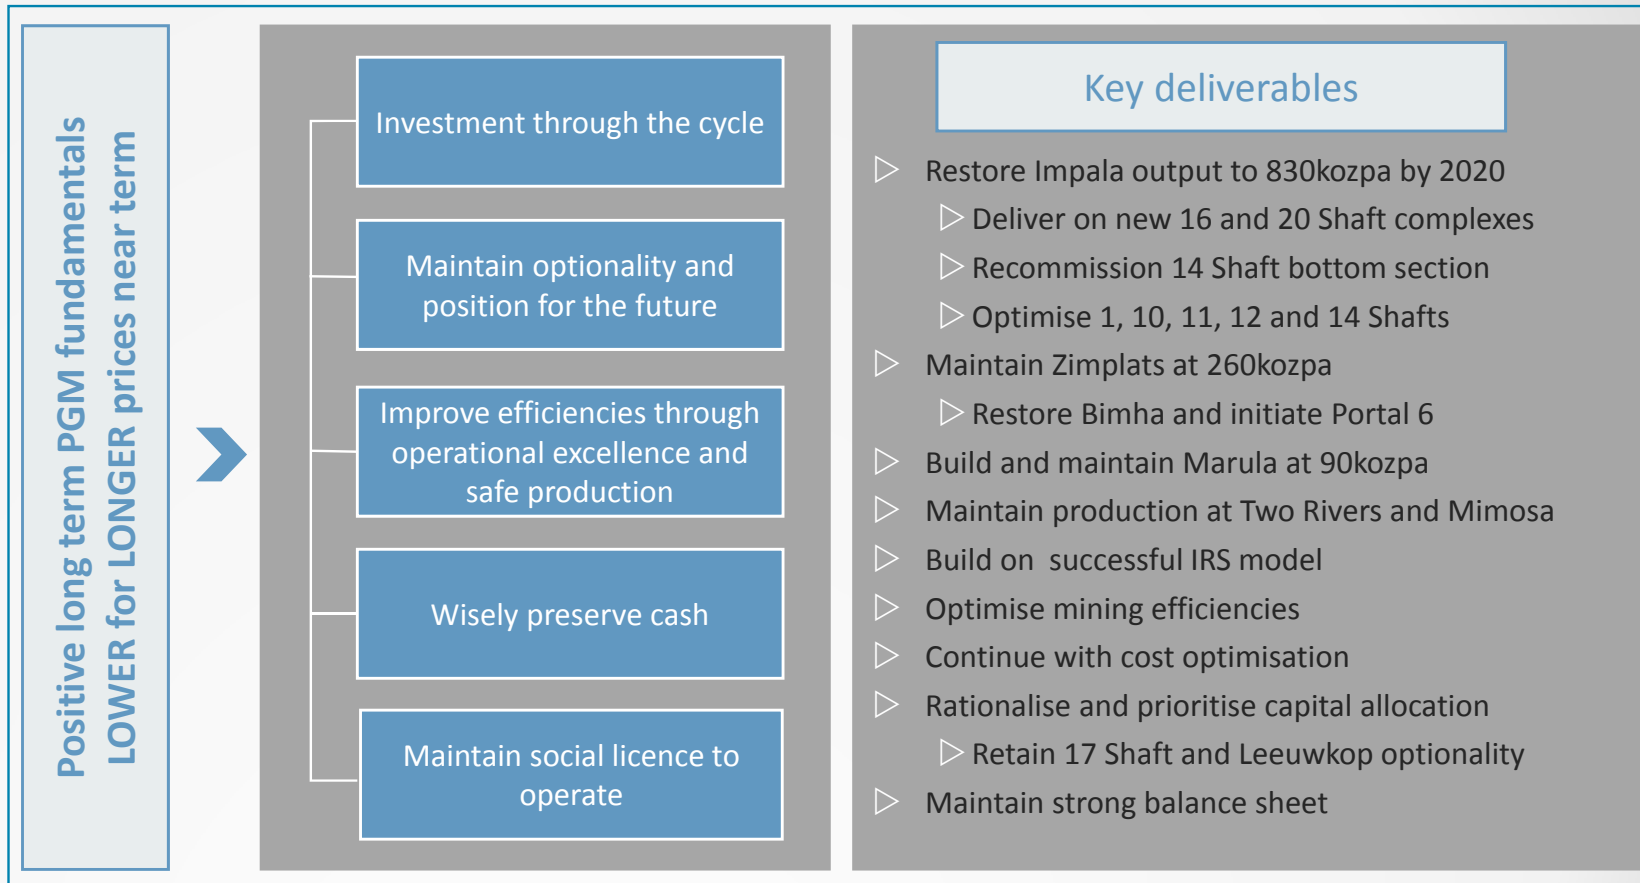 Positive long term PGM fundamentals
LOWER for LONGER prices near term
Investment through the cycle
Maintain optionality and
position for the future
Improve efficiencies through
operational excellence and
safe production
Wisely preserve cash
Maintain social licence to
operate
Key deliverables
Restore Impala output to 830kozpa by 2020
Deliver on new 16 and 20 Shaft complexes
Recommission 14 Shaft bottom section
Optimise 1, 10, 11, 12 and 14 Shafts
Maintain Zimplats at 260kozpa
Restore Bimha and initiate Portal 6
Build and maintain Marula at 90kozpa
Maintain production at Two Rivers and Mimosa
Build on successful IRS model
Optimise mining efficiencies
Continue with cost optimisation
Rationalise and prioritise capital allocation
Retain 17 Shaft and Leeuwkop optionality
Maintain strong balance sheet